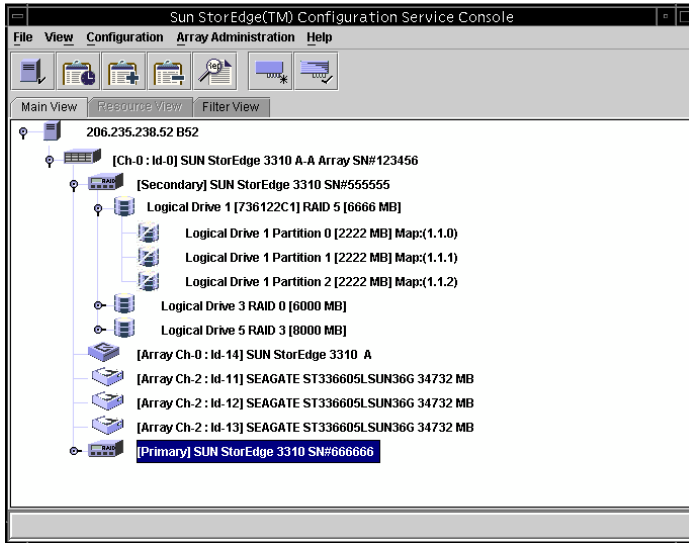 Sun StorEdge(TM) Configuration Service Console
File View Configuration Array Administration Help
Main View Resource View Filter View
206.235.238.52 B52
[Ch-0 : Id-0] SUN StorEdge 3310 A-A Array SN#123456
[Secondary] SUN StorEdge 3310 SN#555555
Logical Drive 1 [736122C1] RAID 5 [6666 MB]
Logical Drive 1 Partition 0 [2222 MB] Map:(1.1.0)
Logical Drive 1 Partition 1 [2222 MB] Map:(1.1.1)
Logical Drive 1 Partition 2 [2222 MB] Map:(1.1.2)
Logical Drive 3 RAID 0 [6000 MB]
Logical Drive 5 RAID 3 [8000 MB]
[Array Ch-0 : Id-14] SUN StorEdge 3310 A
[Array Ch-2 : Id-11] SEAGATE ST336605LSUN36G 34732 MB
[Array Ch-2 : Id-12] SEAGATE ST336605LSUN36G 34732 MB
[Array Ch-2 : Id-13] SEAGATE ST336605LSUN36G 34732 MB
[Primary] SUN StorEdge 3310 SN#666666